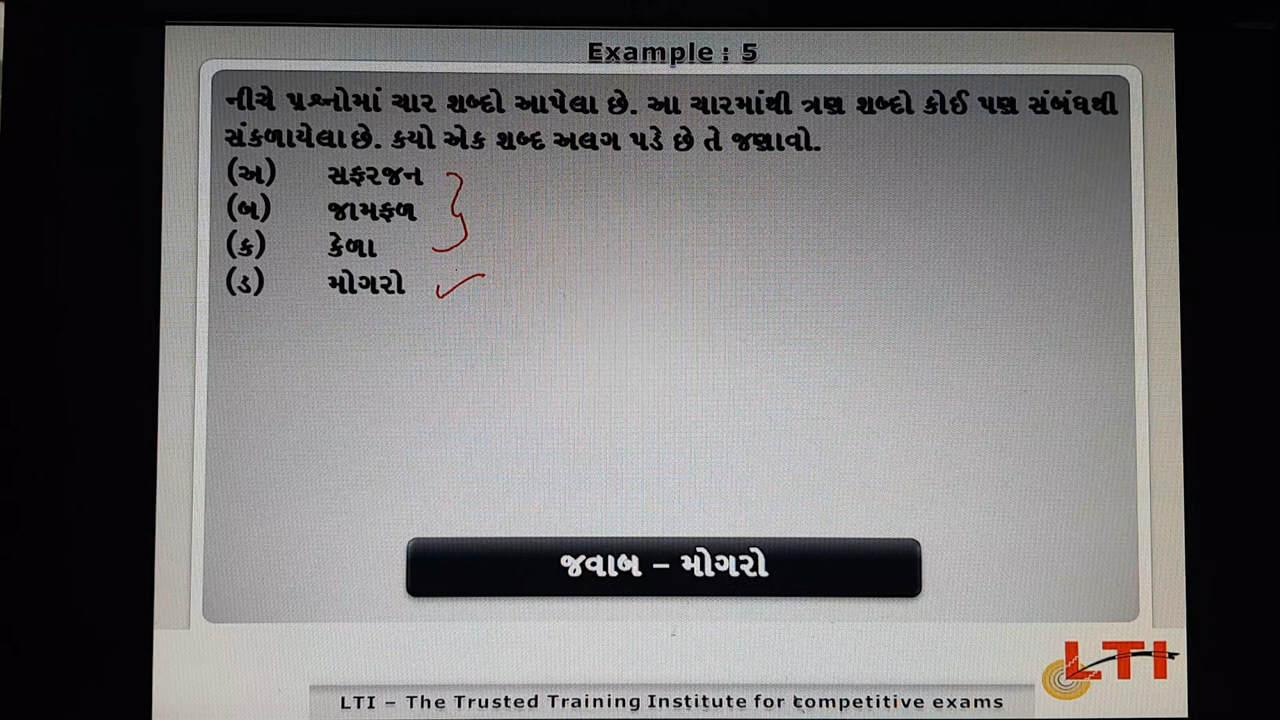 Example : 5
નીચે પ્રશ્નોમાં ચાર શબ્દો આપેલા છે. આ ચારમાંથી ત્રણ શબ્દો કોઈ પણ સંબંધથી
સંકળાયેલા છે. કયો એક શબ્દ અલગ પડે છે તે જણાવો.
(અ) સફરજન
(બ) જામફળ
(ક) કેળા
(ડ) મોગરો
જવાબ – મોગરો
LTI
LTI – The Trusted Training Institute for competitive exams